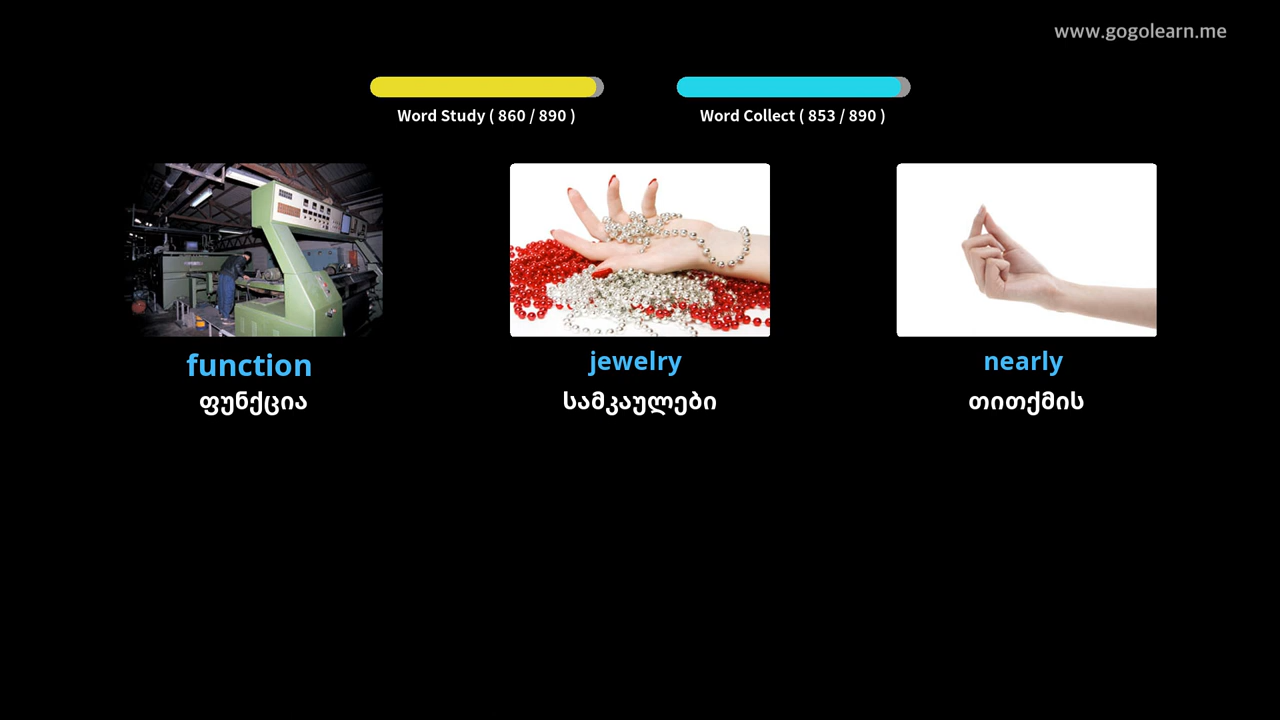 www.gogolearn.me
Word Study ( 860 / 890 )
Word Collect ( 853 / 890 )
function
ფუნქცია
jewelry
სამკაულები
nearly
თითქმის